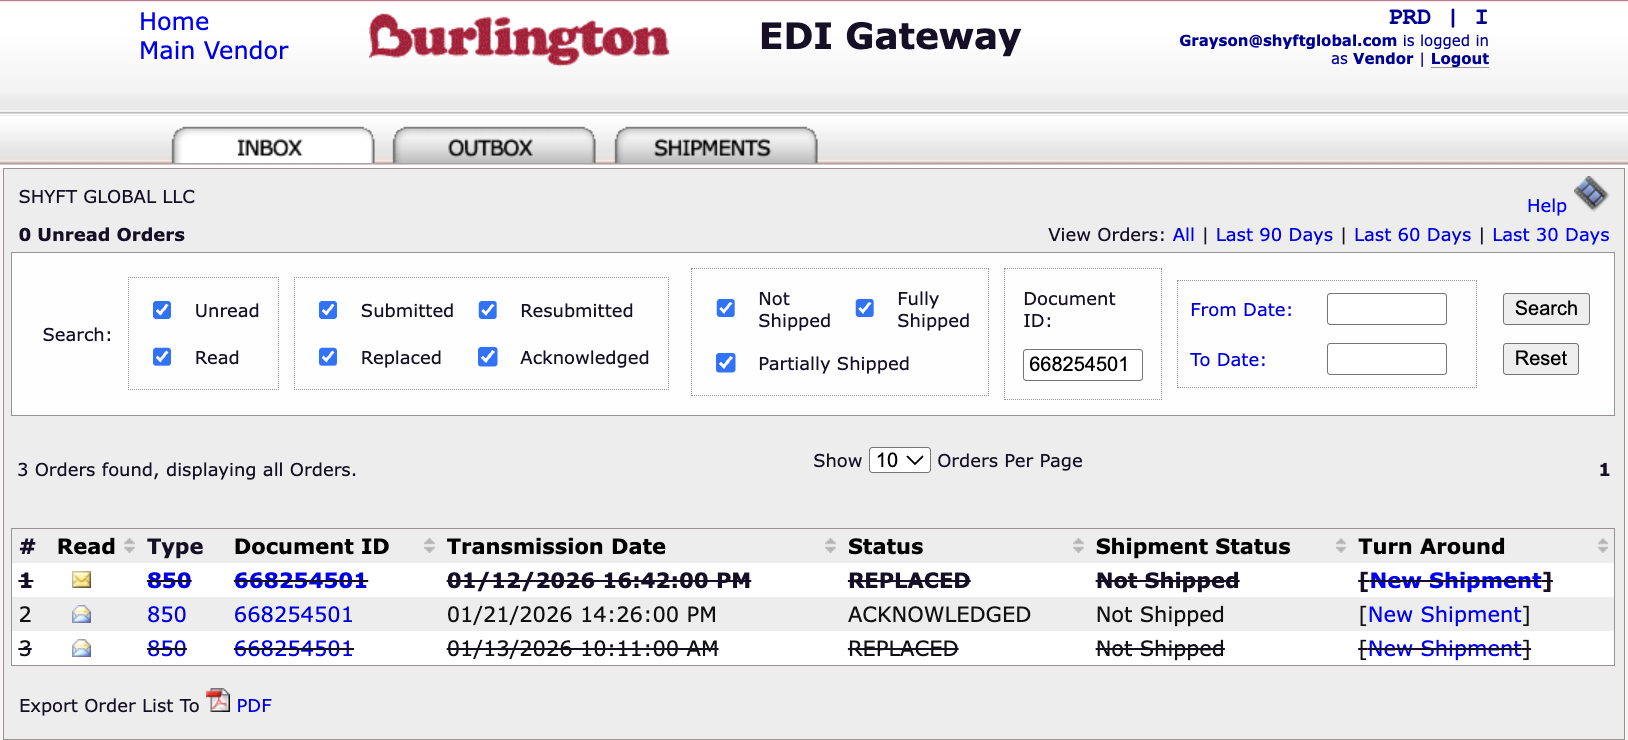 Home
Main Vendor
Burlington
EDI Gateway
PRD | I
Grayson@shyftglobal.com is logged in
as Vendor | Logout
INBOX
OUTBOX
SHIPMENTS
SHYFT GLOBAL LLC
Help
0 Unread Orders
View Orders: All | Last 90 Days | Last 60 Days | Last 30 Days
Search:
Unread
Read
Submitted
Resubmitted
Replaced
Acknowledged
Not
Shipped
Fully
Shipped
Partially Shipped
Document
ID:
668254501
From Date:
To Date:
Search
Reset
3 Orders found, displaying all Orders.
Show 10 Orders Per Page
1
# Read Type Document ID Transmission Date Status Shipment Status Turn Around
1 850 668254501 01/12/2026 16:42:00 PM REPLACED Not Shipped [New Shipment]
2 850 668254501 01/21/2026 14:26:00 PM ACKNOWLEDGED Not Shipped [New Shipment]
3 850 668254501 01/13/2026 10:11:00 AM REPLACED Not Shipped [New Shipment]
Export Order List To PDF